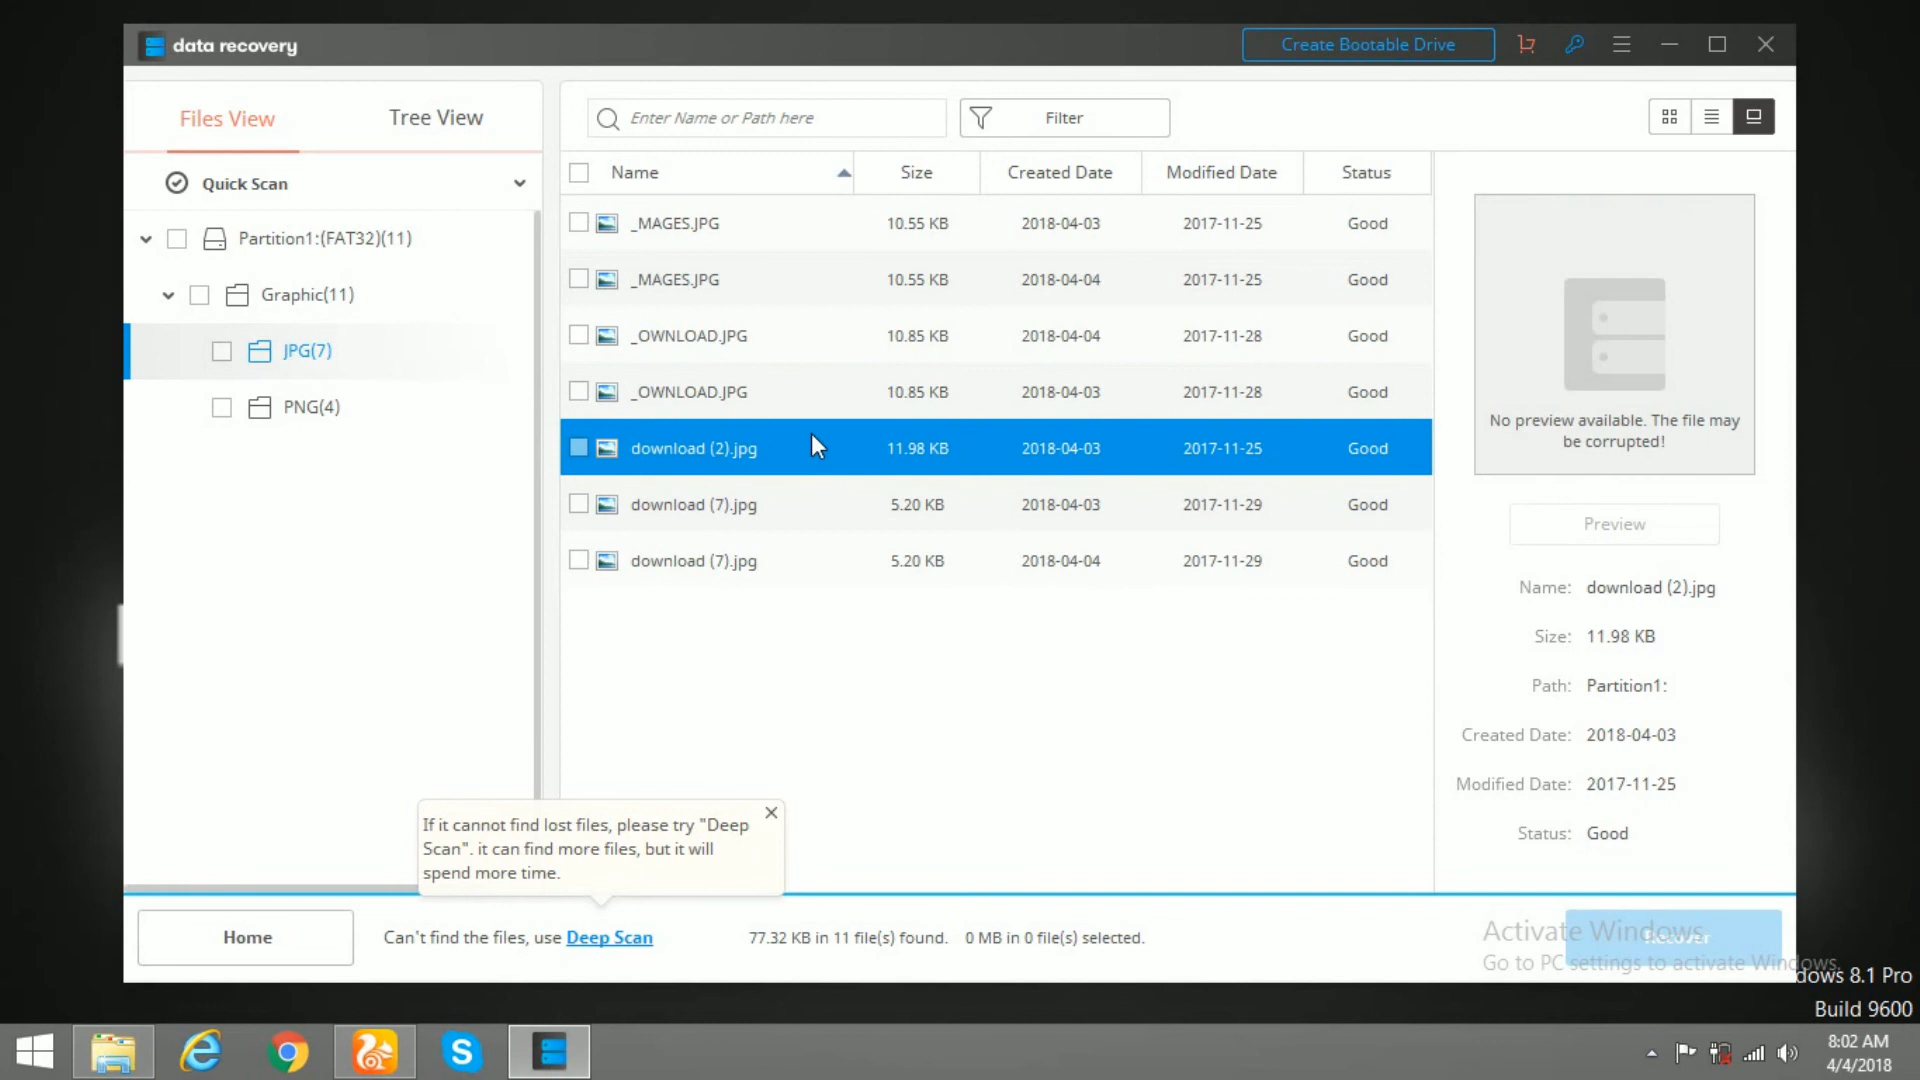 data recovery
Create Bootable Drive
Files View
Tree View
Enter Name or Path here
Filter
Quick Scan
Name
Size
Created Date
Modified Date
Status
Partition1:(FAT32)(11)
Graphic(11)
JPG(7)
PNG(4)
_MAGES.JPG 10.55 KB 2018-04-03 2017-11-25 Good
_MAGES.JPG 10.55 KB 2018-04-04 2017-11-25 Good
_OWNLOAD.JPG 10.85 KB 2018-04-04 2017-11-28 Good
_OWNLOAD.JPG 10.85 KB 2018-04-03 2017-11-28 Good
download (2).jpg 11.98 KB 2018-04-03 2017-11-25 Good
download (7).jpg 5.20 KB 2018-04-03 2017-11-29 Good
download (7).jpg 5.20 KB 2018-04-04 2017-11-29 Good
No preview available. The file may
be corrupted!
Preview
Name: download (2).jpg
Size: 11.98 KB
Path: Partition1:
Created Date: 2018-04-03
Modified Date: 2017-11-25
Status: Good
If it cannot find lost files, please try "Deep
Scan". it can find more files, but it will
spend more time.
Home
Can't find the files, use Deep Scan
77.32 KB in 11 file(s) found. 0 MB in 0 file(s) selected.
Recover
Activate Windows
Go to PC settings to activate Windows.
dows 8.1 Pro
Build 9600
8:02 AM
4/4/2018